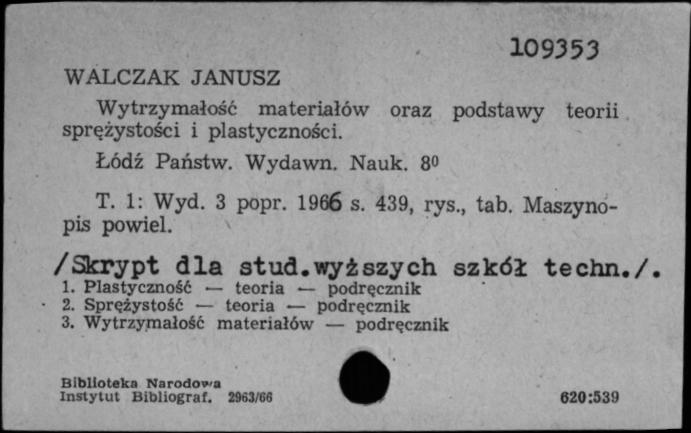 109353
WALCZAK JANUSZ
Wytrzymałość materiałów oraz podstawy teorii
sprężystości i plastyczności.
Łódź Państw. Wydawn. Nauk. 8⁰
T. 1: Wyd. 3 popr. 1966 s. 439, rys., tab. Maszyno-
pis powiel.
/Skrypt dla stud.wyższych szkół techn./.
1. Plastyczność — teoria — podręcznik
2. Sprężystość — teoria — podręcznik
3. Wytrzymałość materiałów — podręcznik
Biblioteka Narodowa
Instytut Bibliograf. 2963/66
620:539